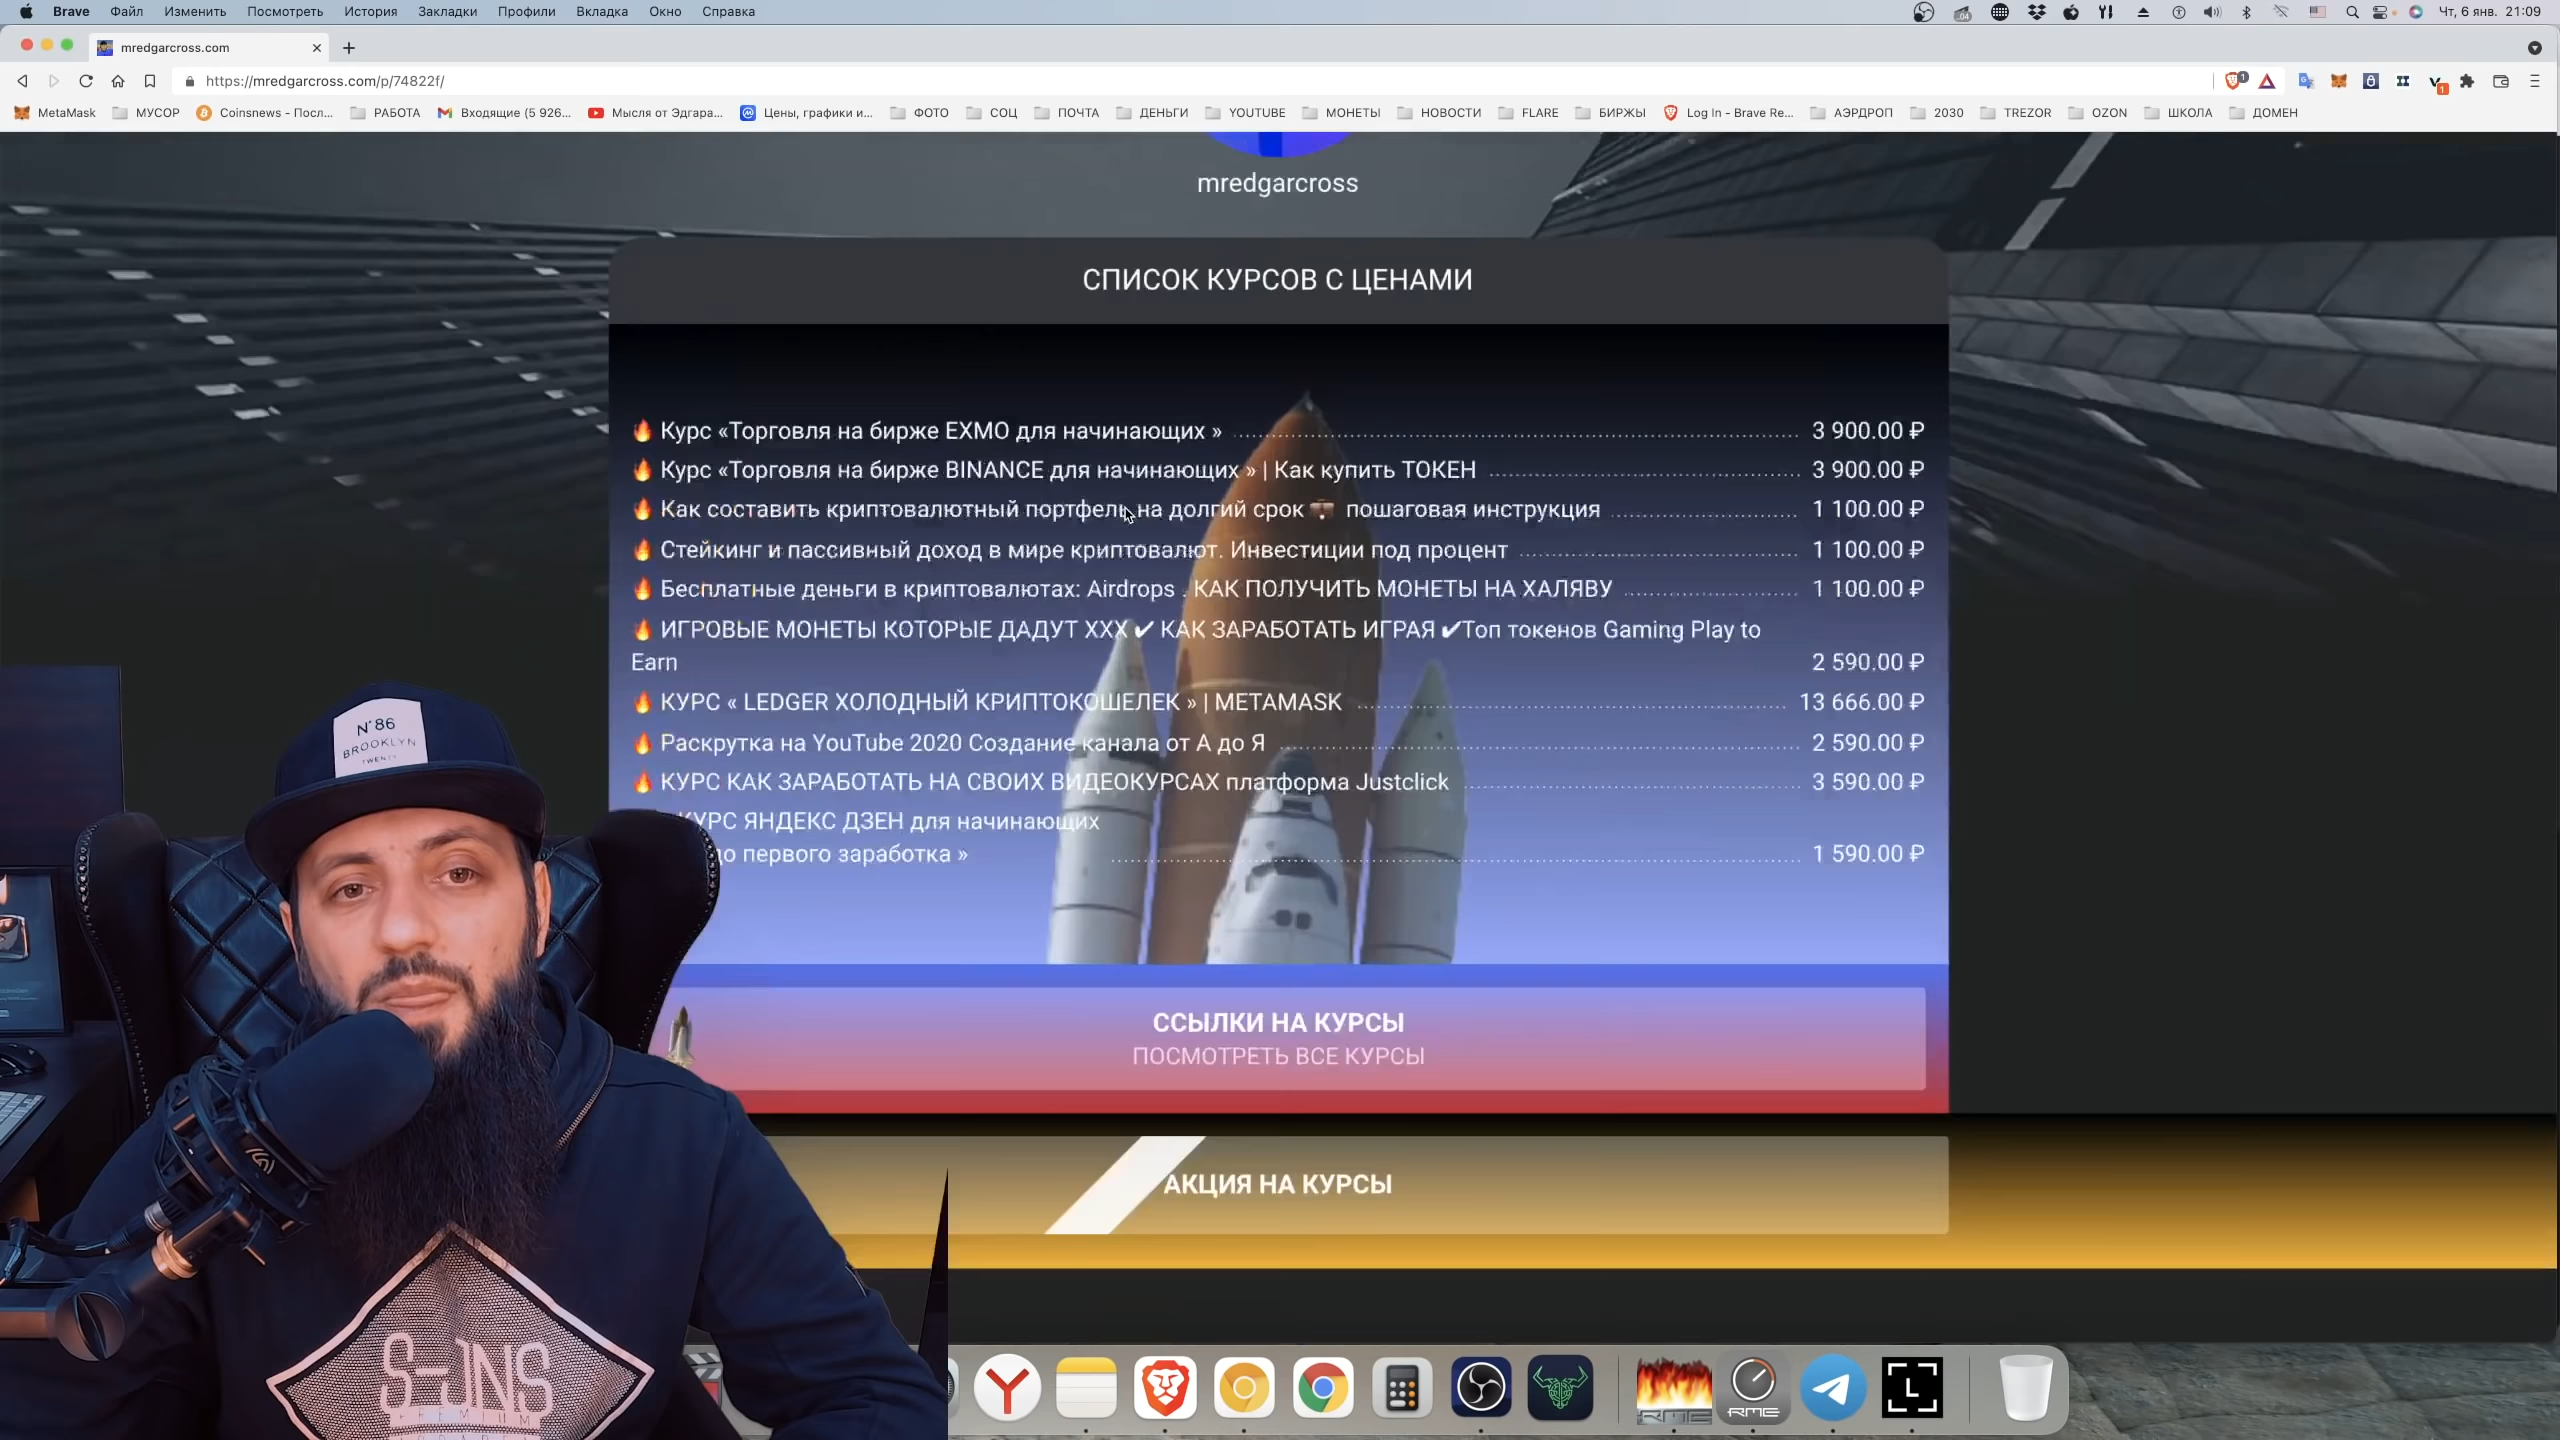 Brave Файл Изменить Посмотреть История Закладки Профили Вкладка Окно Справка
Чт, 6 янв. 21:09
mredgarcross.com
https://mredgarcross.com/p/74822f/
MetaMask МУСОР Coinsnews - Посл... РАБОТА Входящие (5 926... Мысля от Эдгара... Цены, графики и... ФОТО СОЦ ПОЧТА ДЕНЬГИ YOUTUBE МОНЕТЫ НОВОСТИ FLARE БИРЖЫ Log In - Brave Re... АЭРДРОП 2030 TREZOR OZON ШКОЛА ДОМЕН
mredgarcross
СПИСОК КУРСОВ С ЦЕНАМИ
Курс «Торговля на бирже EXMO для начинающих » 3 900.00 ₽
Курс «Торговля на бирже BINANCE для начинающих » | Как купить ТОКЕН 3 900.00 ₽
Как составить криптовалютный портфель на долгий срок пошаговая инструкция 1 100.00 ₽
Стейкинг и пассивный доход в мире криптовалют. Инвестиции под процент 1 100.00 ₽
Бесплатные деньги в криптовалютах: Airdrops . КАК ПОЛУЧИТЬ МОНЕТЫ НА ХАЛЯВУ 1 100.00 ₽
ИГРОВЫЕ МОНЕТЫ КОТОРЫЕ ДАДУТ ХХХ ✔ КАК ЗАРАБОТАТЬ ИГРАЯ ✔Топ токенов Gaming Play to
Earn 2 590.00 ₽
КУРС « LEDGER ХОЛОДНЫЙ КРИПТОКОШЕЛЕК » | METAMASK 13 666.00 ₽
Раскрутка на YouTube 2020 Создание канала от А до Я 2 590.00 ₽
КУРС КАК ЗАРАБОТАТЬ НА СВОИХ ВИДЕОКУРСАХ платформа Justclick 3 590.00 ₽
КУРС ЯНДЕКС ДЗЕН для начинающих
до первого заработка » 1 590.00 ₽
ССЫЛКИ НА КУРСЫ
ПОСМОТРЕТЬ ВСЕ КУРСЫ
АКЦИЯ НА КУРСЫ
N°86
BROOKLYN
TWENTY
S-JNS
PREMIUM
RME
RME
L